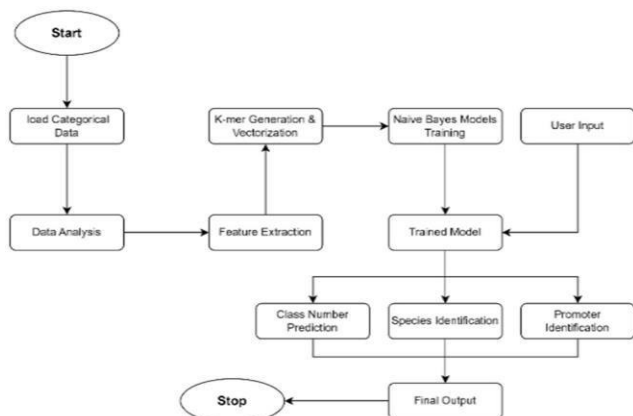 Start
load Categorical
Data
K-mer Generation &
Vectorization
Naive Bayes Models
Training
User Input
Data Analysis
Feature Extraction
Trained Model
Class Number
Prediction
Species Identification
Promoter
Identification
Stop
Final Output